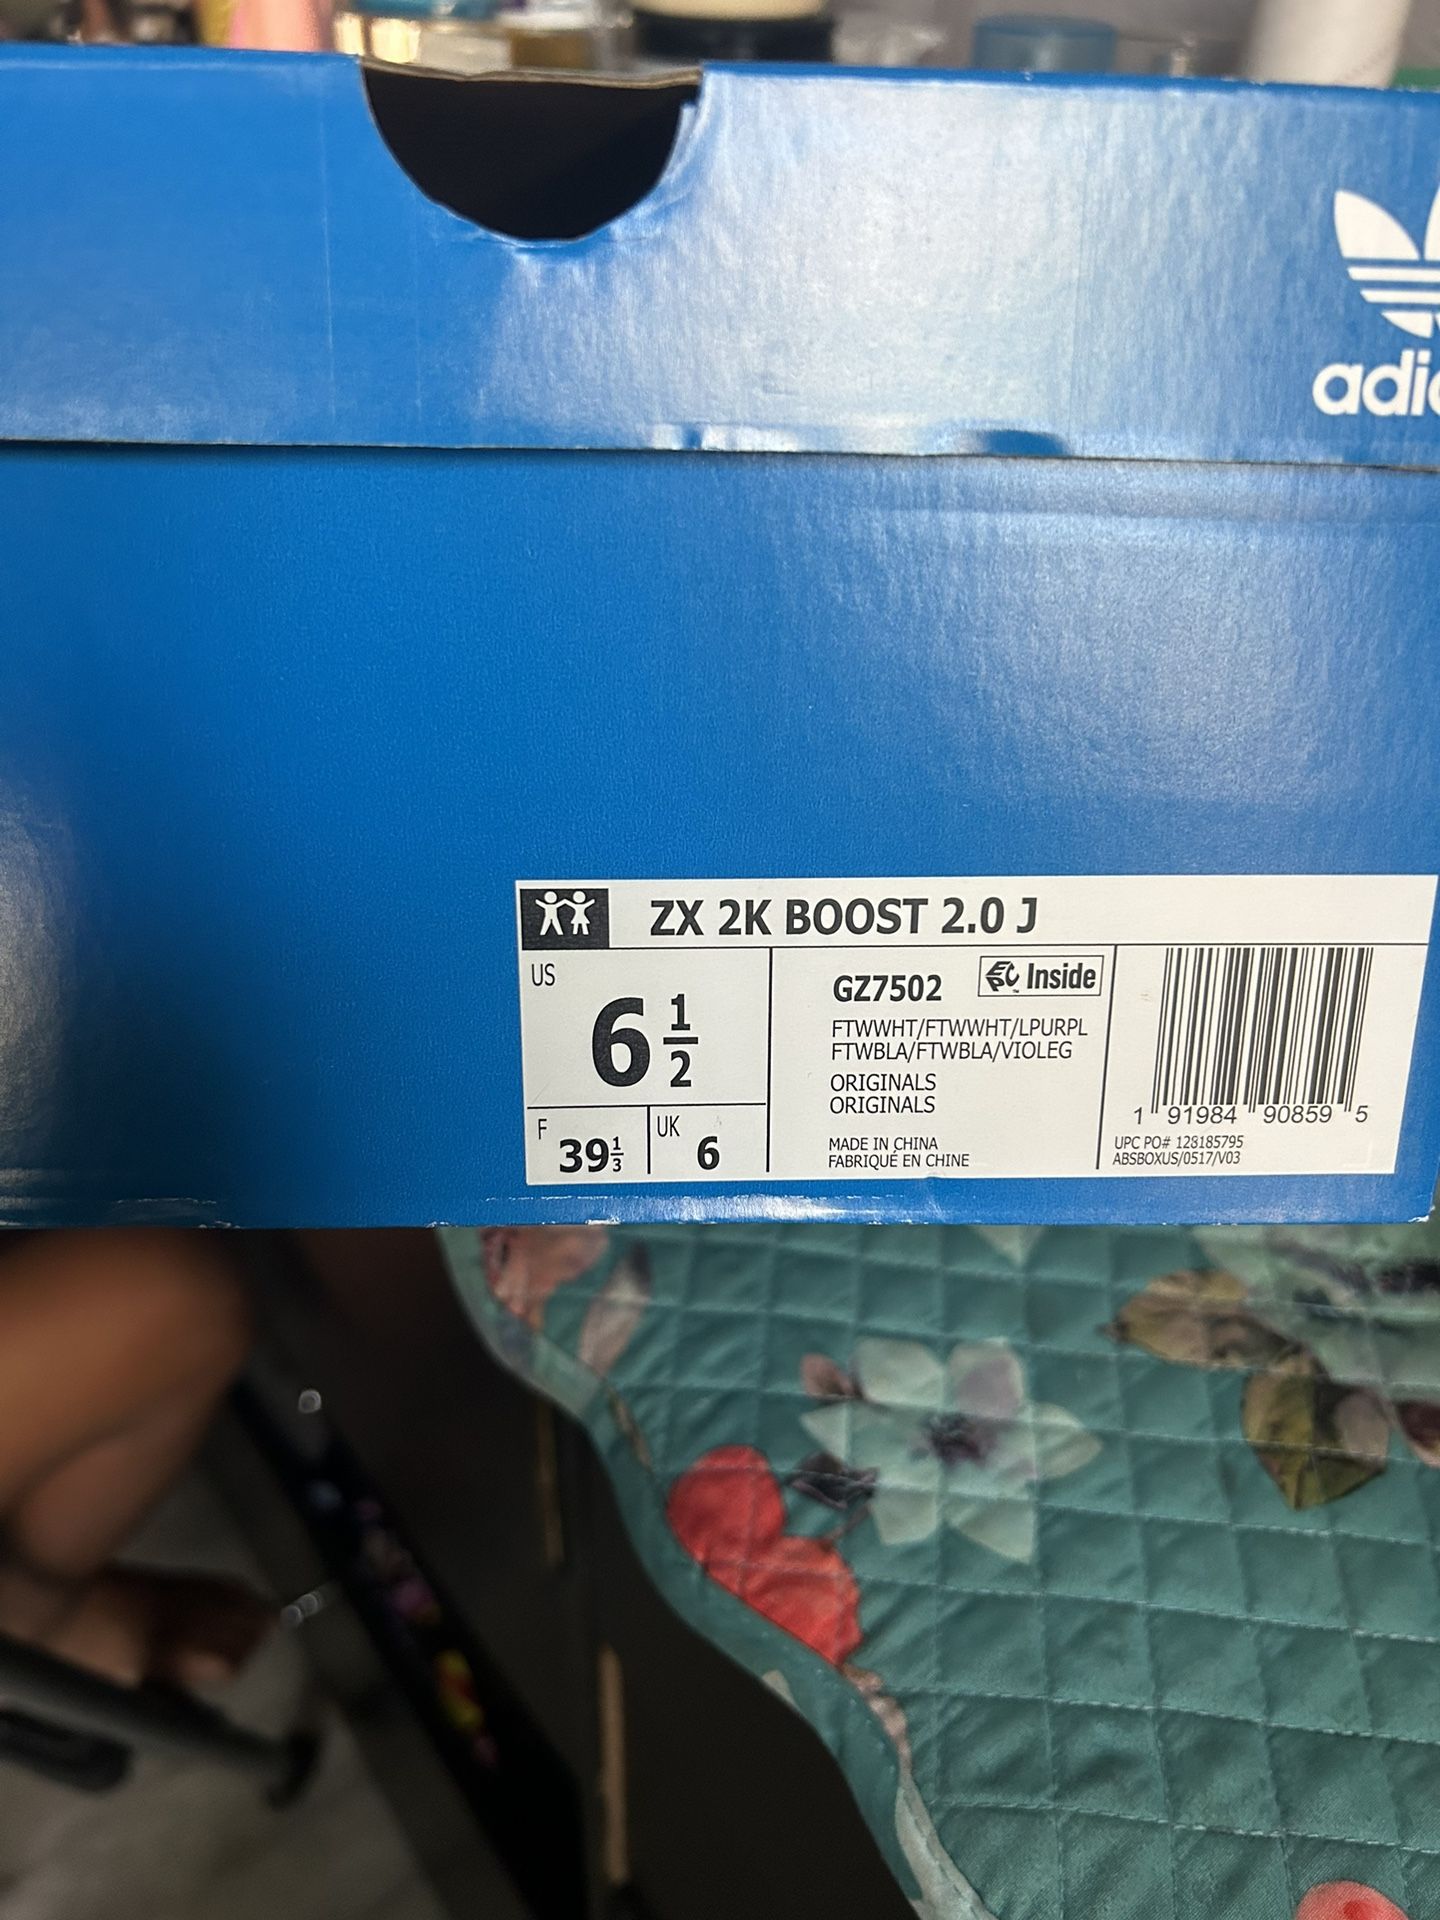 adi
ZX 2K BOOST 2.0 J
US
6 1/2
F
39 1/3
UK
6
GZ7502
EPC Inside
FTWWHT/FTWWHT/LPURPL
FTWBLA/FTWBLA/VIOLEG
ORIGINALS
ORIGINALS
MADE IN CHINA
FABRIQUÉ EN CHINE
1 91984 90859 5
UPC PO# 128185795
ABSBOXUS/0517/V03